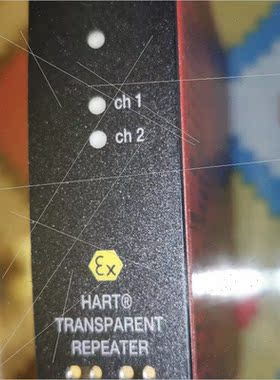 ch 1
ch 2
Ex
HART®
TRANSPARENT
REPEATER